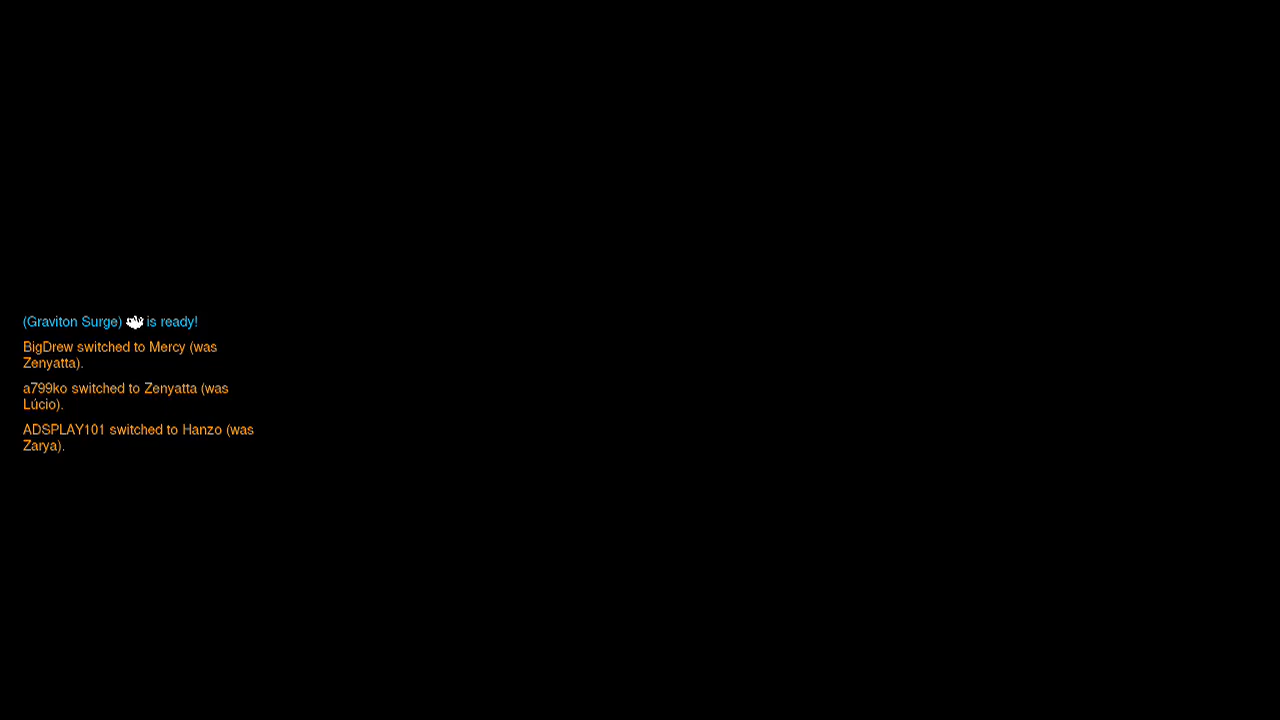 (Graviton Surge) is ready!
BigDrew switched to Mercy (was
Zenyatta).
a799ko switched to Zenyatta (was
Lúcio).
ADSPLAY101 switched to Hanzo (was
Zarya).